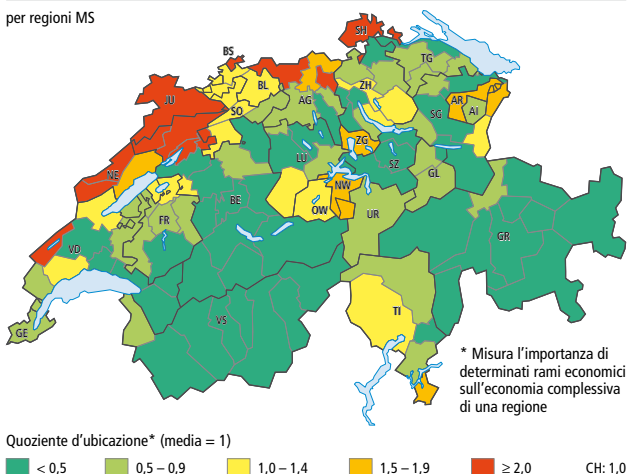 per regioni MS
SH
BS
TG
JU
BL
ZH
AG
SO
AR
AI
SG
ZG
LU
SZ
NE
GL
NW
BE
OW
UR
FR
GR
VD
TI
VS
GE
* Misura l'importanza di
determinati rami economici
sull'economia complessiva
di una regione
Quoziente d'ubicazione* (media = 1)
< 0,5 0,5 – 0,9 1,0 – 1,4 1,5 – 1,9 ≥ 2,0 CH: 1,0